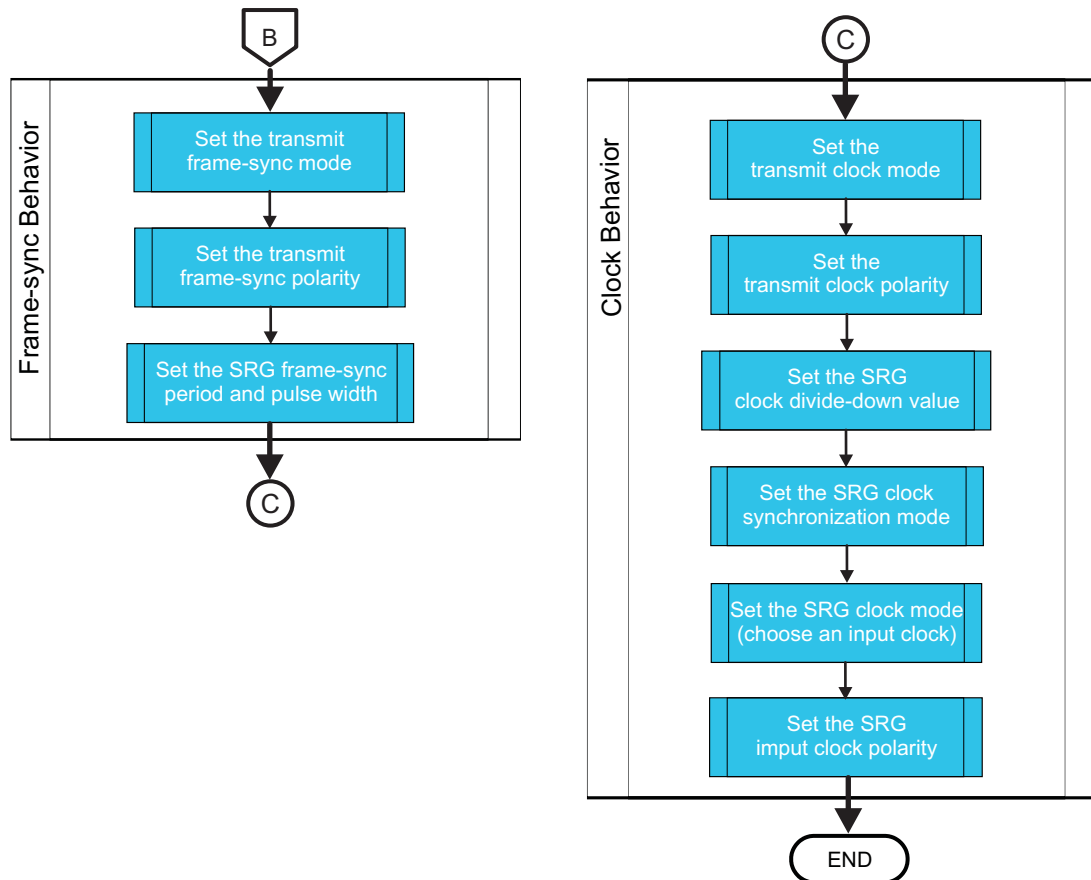 B
Frame-sync Behavior
Set the transmit
frame-sync mode
Set the transmit
frame-sync polarity
Set the SRG frame-sync
period and pulse width
C
C
Clock Behavior
Set the
transmit clock mode
Set the
transmit clock polarity
Set the SRG
clock divide-down value
Set the SRG clock
synchronization mode
Set the SRG clock mode
(choose an input clock)
Set the SRG
imput clock polarity
END